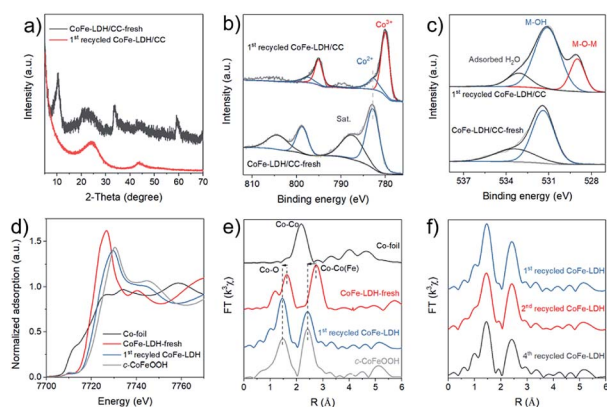 a)
CoFe-LDH/CC-fresh
1st recycled CoFe-LDH/CC
Intensity (a.u.)
10 20 30 40 50 60 70
2-Theta (degree)
b)
Co3+
1st recycled CoFe-LDH/CC
Co2+
Sat.
CoFe-LDH/CC-fresh
Intensity (a.u.)
810 800 790 780
Binding energy (eV)
c)
M-OH
M-O-M
Adsorbed H2O
1st recycled CoFe-LDH/CC
CoFe-LDH/CC-fresh
Intensity (a.u.)
537 534 531 528
Binding energy (eV)
d)
1.5
1.0
0.5
0.0
Normalized adsorption (a.u.)
Co-foil
CoFe-LDH-fresh
1st recyled CoFe-LDH
c-CoFeOOH
7700 7720 7740 7760
Energy (eV)
e)
Co-Co
Co-foil
Co-O
Co-Co(Fe)
CoFe-LDH-fresh
1st recycled CoFe-LDH
c-CoFeOOH
FT (k3χ)
0 1 2 3 4 5 6
R (Å)
f)
1st recycled CoFe-LDH
2nd recycled CoFe-LDH
4th recycled CoFe-LDH
FT (k3χ)
0 1 2 3 4 5 6
R (Å)